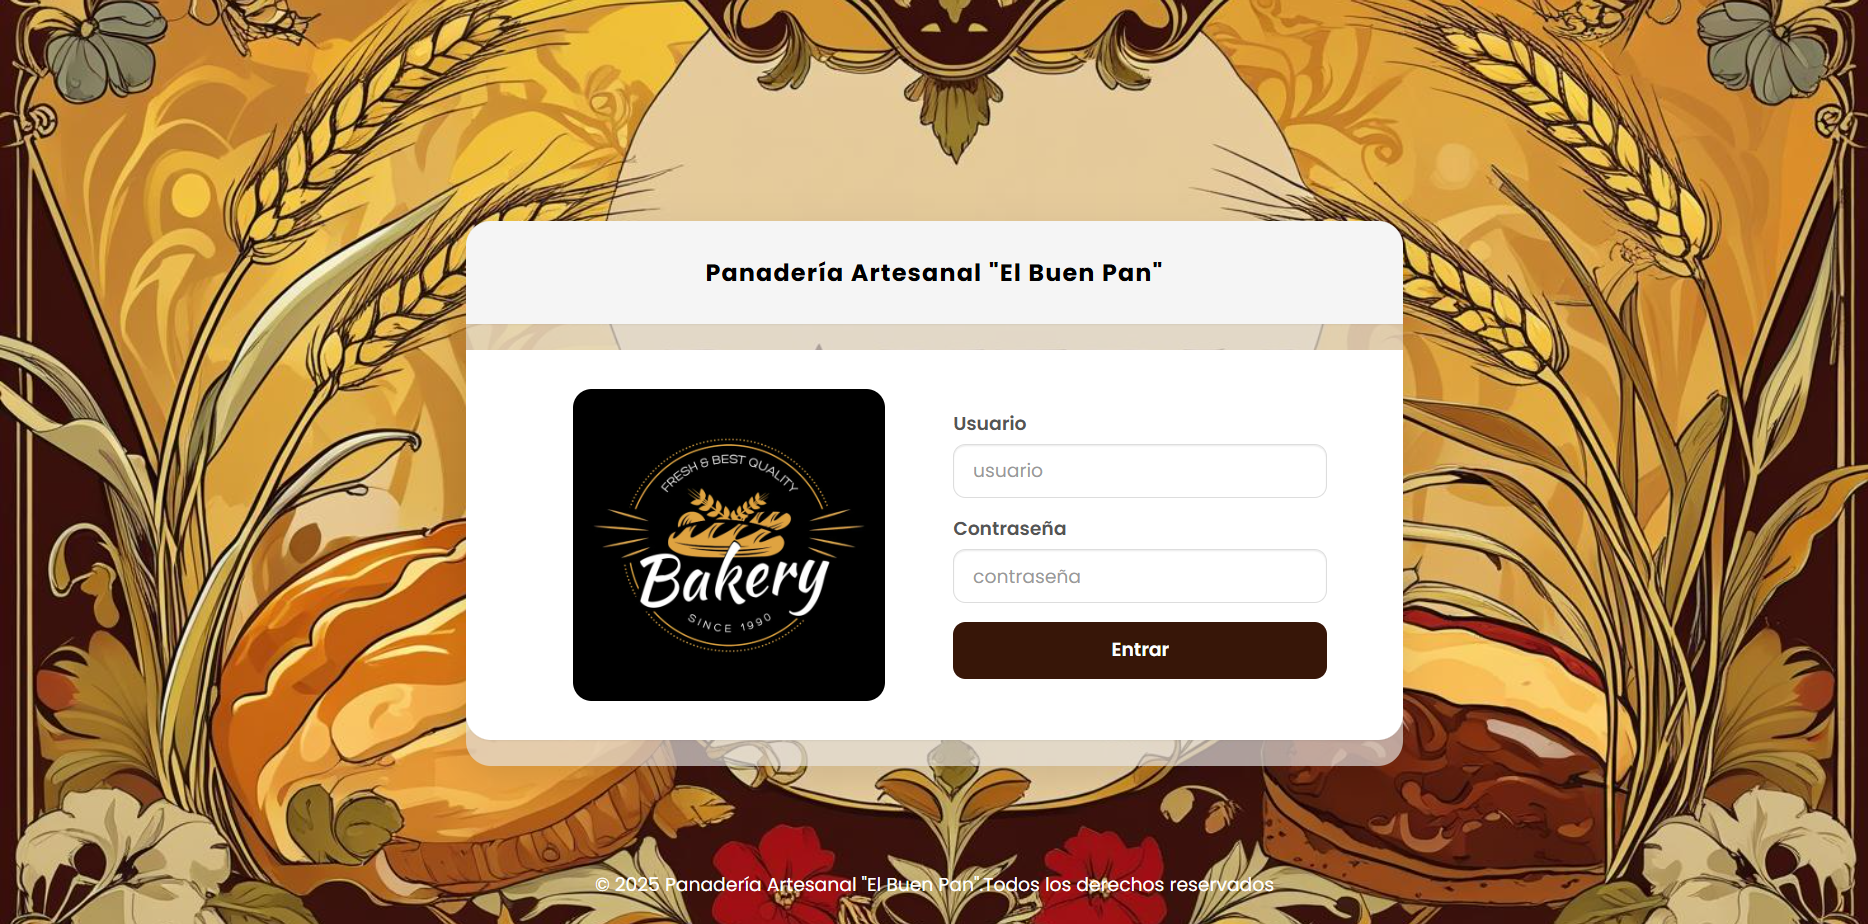 Panadería Artesanal "El Buen Pan"
FRESH & BEST QUALITY
Bakery
SINCE 1990
Usuario
usuario
Contraseña
contraseña
Entrar
© 2025 Panadería Artesanal "El Buen Pan" Todos los derechos reservados